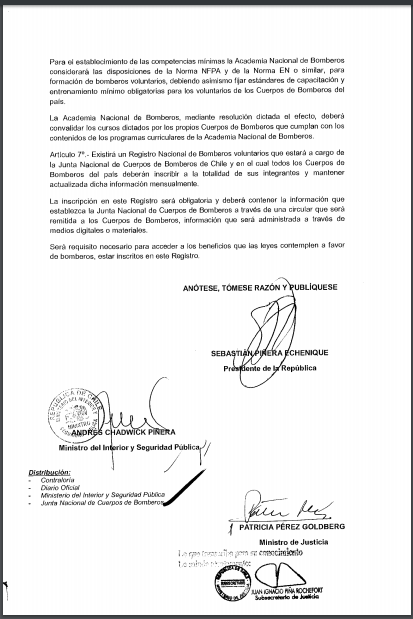 Para el establecimiento de las competencias mínimas la Academia Nacional de Bomberos
considerará las disposiciones de la Norma NFPA y de la Norma EN o similar, para
formación de bomberos voluntarios, debiendo asimismo fijar estándares de capacitación y
entrenamiento mínimo obligatorias para los voluntarios de los Cuerpos de Bomberos del
país.
La Academia Nacional de Bomberos, mediante resolución dictada al efecto, deberá
convalidar los cursos dictados por los propios Cuerpos de Bomberos que cumplan con los
contenidos de los programas curriculares de la Academia Nacional de Bomberos.
Artículo 7º.- Existirá un Registro Nacional de Bomberos voluntarios que estará a cargo de
la Junta Nacional de Cuerpos de Bomberos de Chile y en el cual todos los Cuerpos de
Bomberos del país deberán inscribir a la totalidad de sus integrantes y mantener
actualizada dicha información mensualmente.
La inscripción en este Registro será obligatoria y deberá contener la información que
establezca la Junta Nacional de Cuerpos de Bomberos a través de una circular que será
remitida a los Cuerpos de Bomberos, información que será administrada a través de
medios digitales o materiales.
Será requisito necesario para acceder a los beneficios que las leyes contemplen a favor
de bomberos, estar inscritos en este Registro.
ANÓTESE, TÓMESE RAZÓN Y PUBLÍQUESE
SEBASTIÁN PIÑERA ECHENIQUE
Presidente de la República
REPUBLICA DE CHILE
MINISTRO
ANDRÉS CHADWICK PIÑERA
Ministro del Interior y Seguridad Pública
Distribución:
- Contraloría
- Diario Oficial
- Ministerio del Interior y Seguridad Pública
- Junta Nacional de Cuerpos de Bomberos
PATRICIA PÉREZ GOLDBERG
Ministro de Justicia
Lo que para su conocimiento
JUAN IGNACIO PIÑA ROCHEFORT
Subsecretario de Justicia